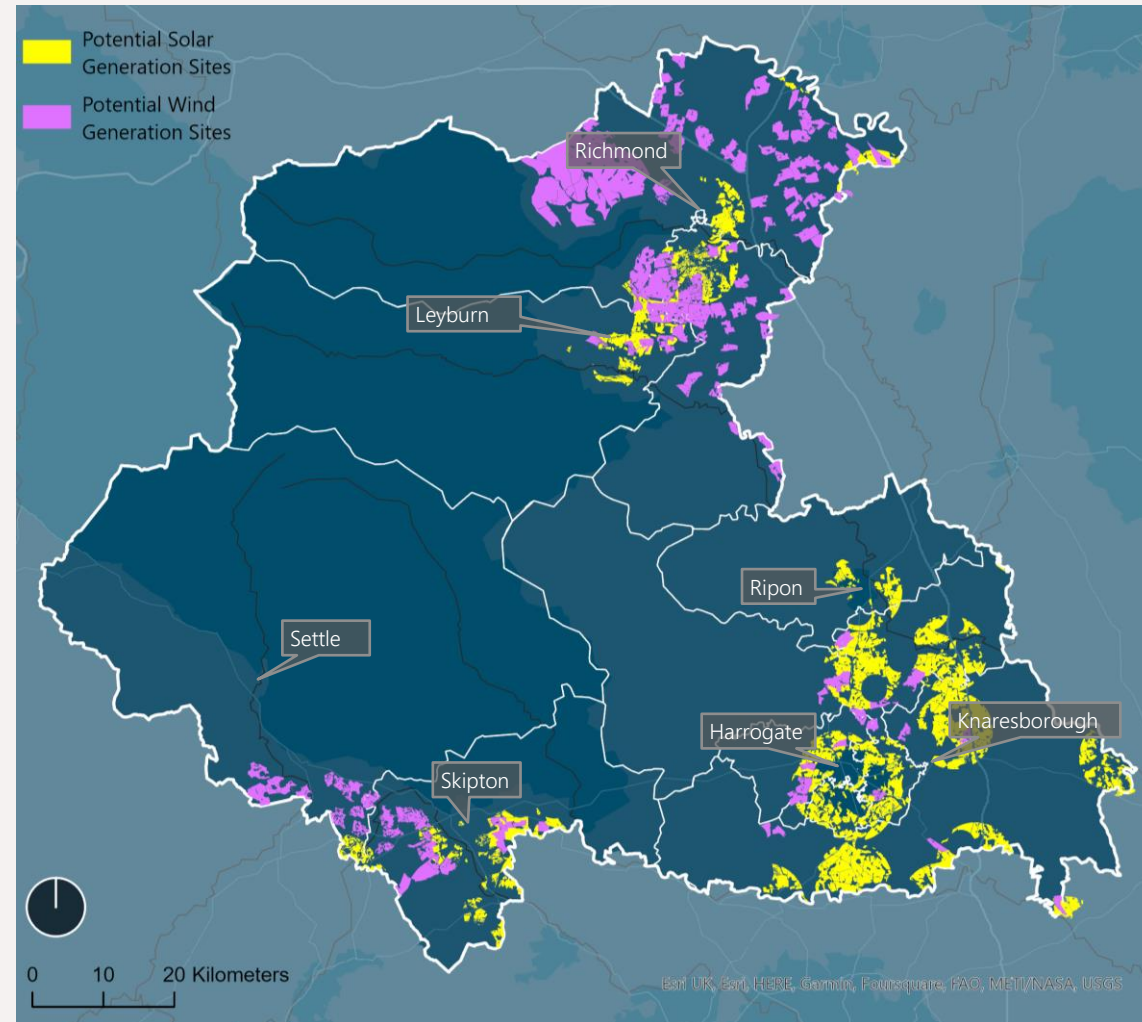 Potential Solar
Generation Sites
Potential Wind
Generation Sites
Richmond
Leyburn
Ripon
Settle
Harrogate
Knaresborough
Skipton
0 10 20 Kilometers
Esri UK, Esri, HERE, Garmin, Foursquare, FAO, METI/NASA, USGS